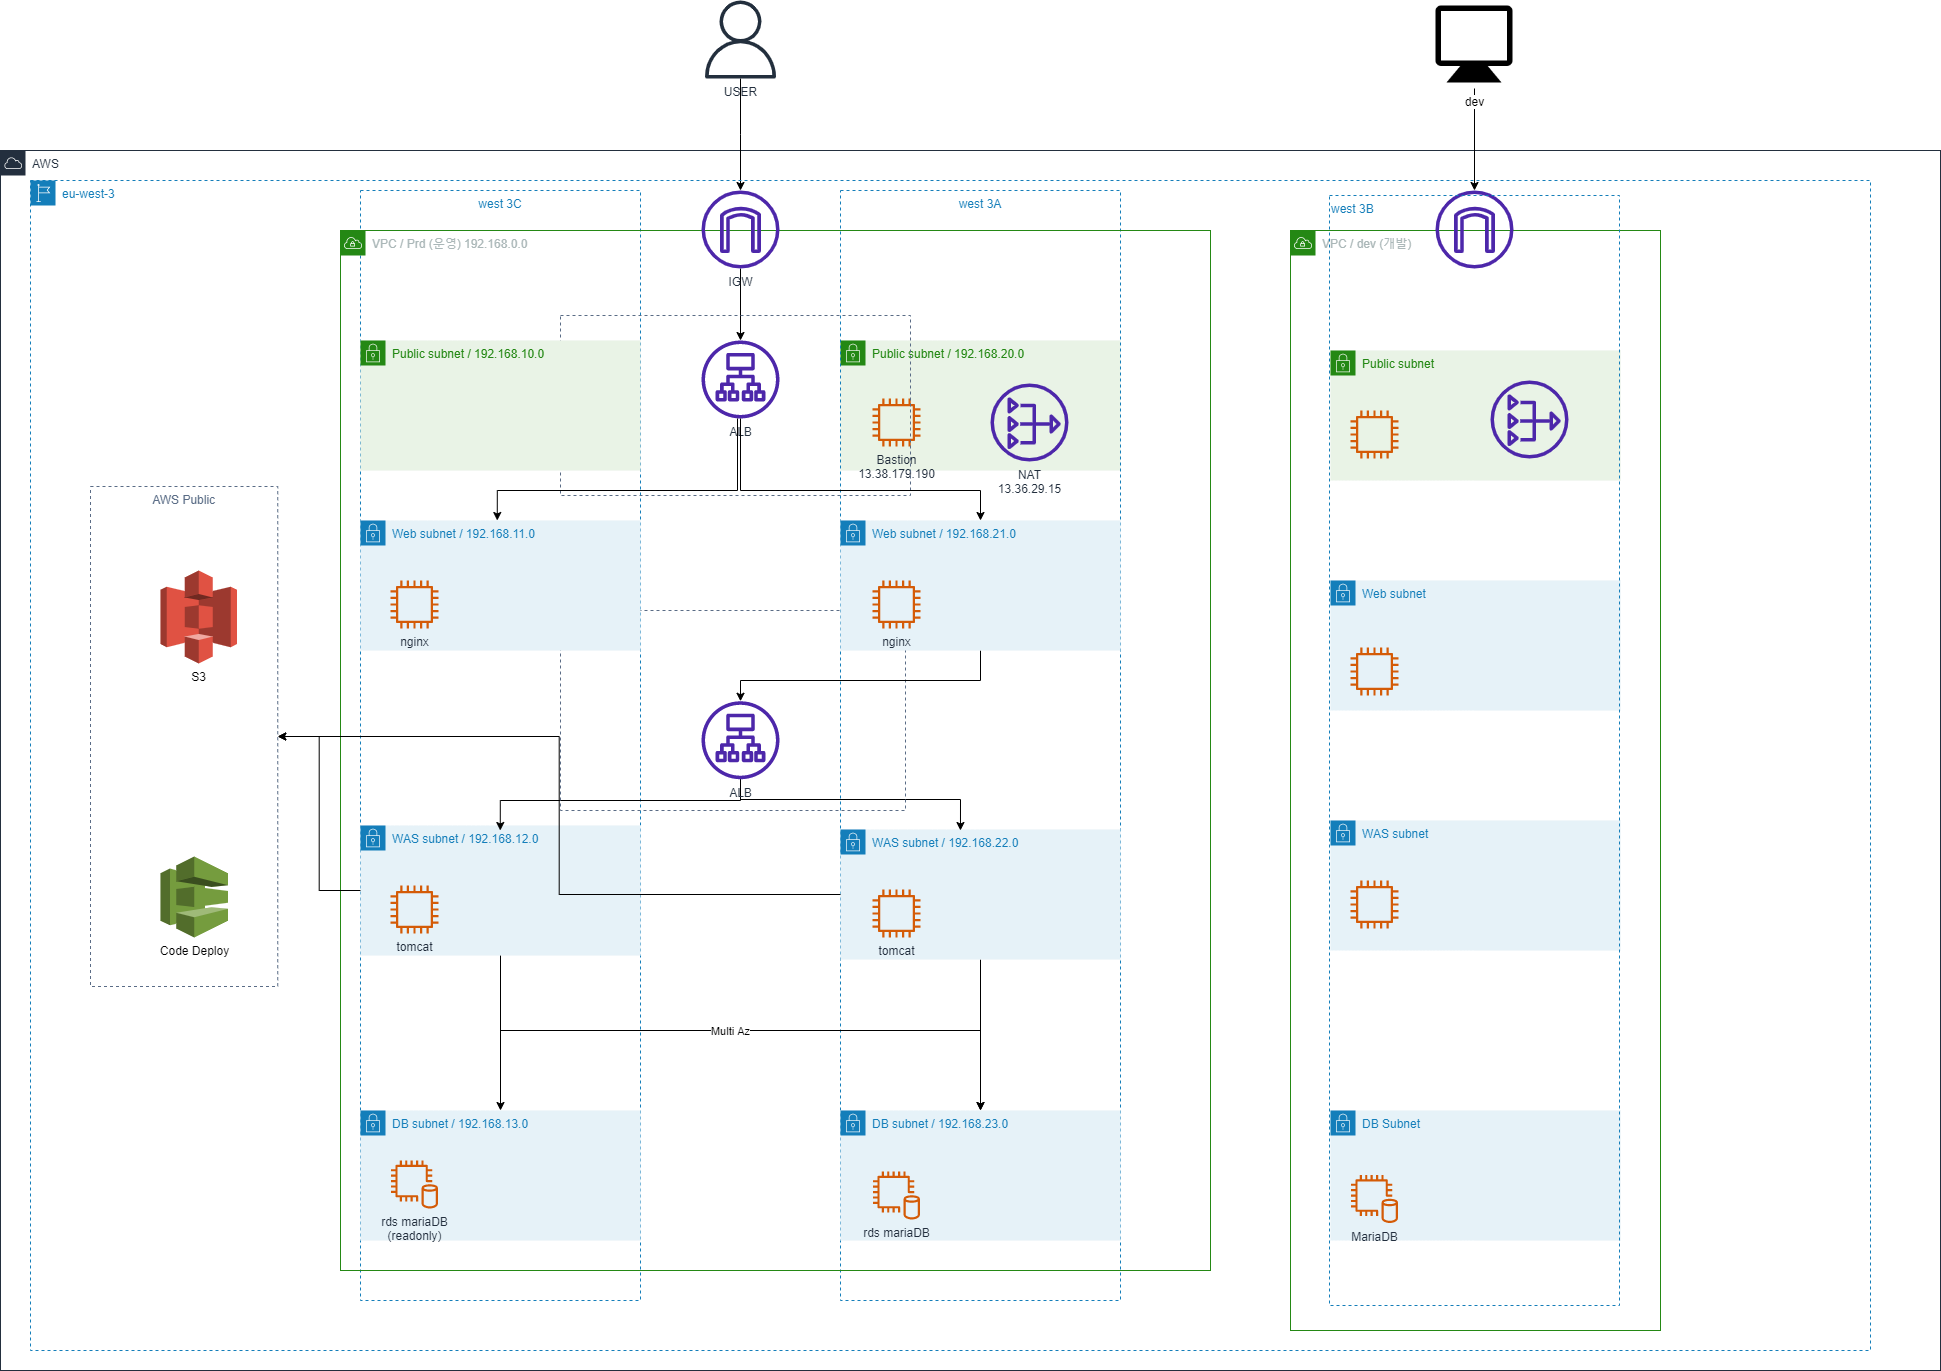 USER
dev
AWS
eu-west-3
west 3C
west 3A
west 3B
VPC / Prd (운영) 192.168.0.0
VPC / dev (개발)
IGW
Public subnet / 192.168.10.0
Public subnet / 192.168.20.0
Public subnet
ALB
Bastion
13.38.179.190
NAT
13.36.29.15
AWS Public
Web subnet / 192.168.11.0
Web subnet / 192.168.21.0
Web subnet
nginx
nginx
S3
ALB
WAS subnet / 192.168.12.0
WAS subnet / 192.168.22.0
WAS subnet
tomcat
tomcat
Code Deploy
Multi Az
DB subnet / 192.168.13.0
DB subnet / 192.168.23.0
DB Subnet
rds mariaDB
(readonly)
rds mariaDB
MariaDB